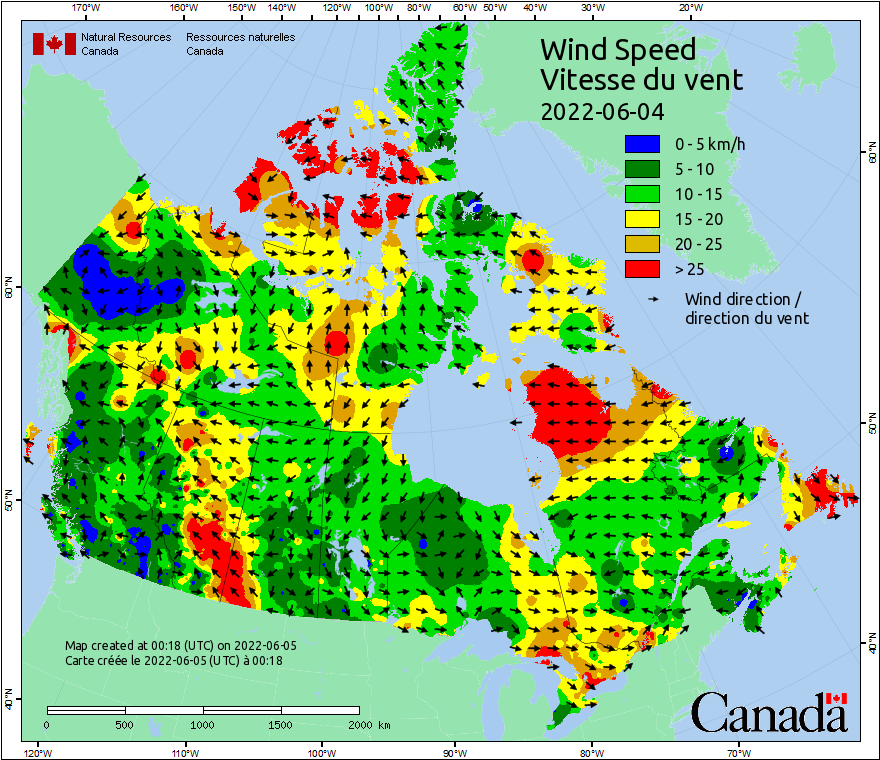 170°W 160°W 150°W 140°W 120°W 100°W 80°W 60°W 50°W 40°W 30°W 20°W
Natural Resources Ressources naturelles
Canada Canada
Wind Speed
Vitesse du vent
2022-06-04
0 - 5 km/h
5 - 10
10 - 15
15 - 20
20 - 25
> 25
Wind direction /
direction du vent
60°N
60°N
50°N
50°N
40°N
40°N
Map created at 00:18 (UTC) on 2022-06-05
Carte créée le 2022-06-05 (UTC) à 00:18
0 500 1000 1500 2000 km
Canada
120°W 110°W 100°W 90°W 80°W 70°W